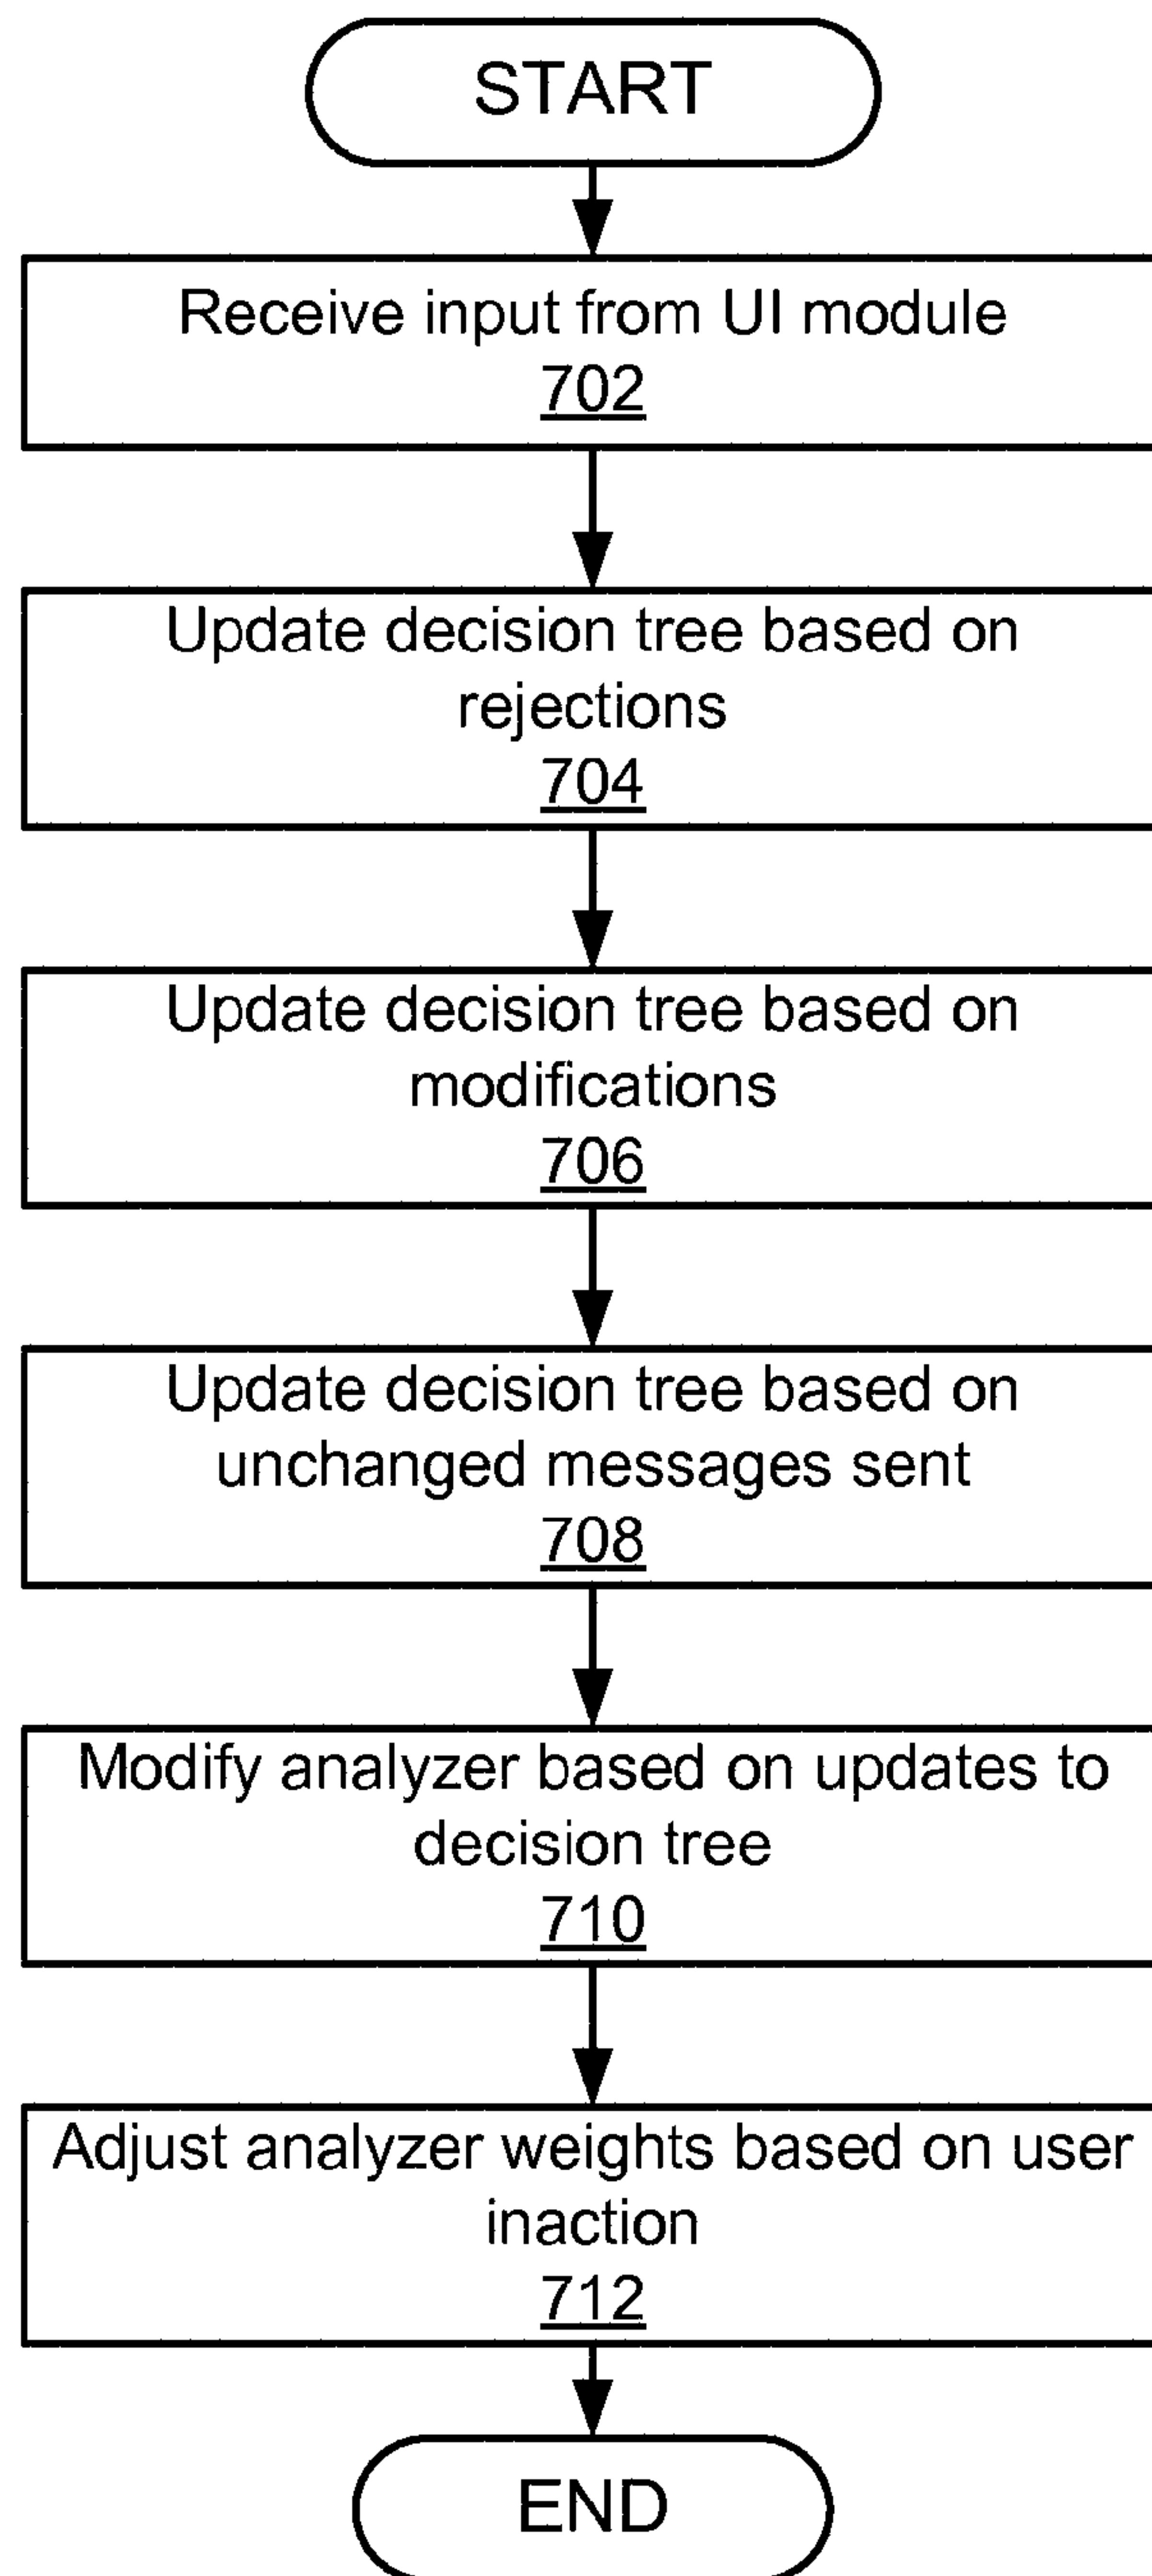 START
Receive input from UI module
702
Update decision tree based on
rejections
704
Update decision tree based on
modifications
706
Update decision tree based on
unchanged messages sent
708
Modify analyzer based on updates to
decision tree
710
Adjust analyzer weights based on user
inaction
712
END